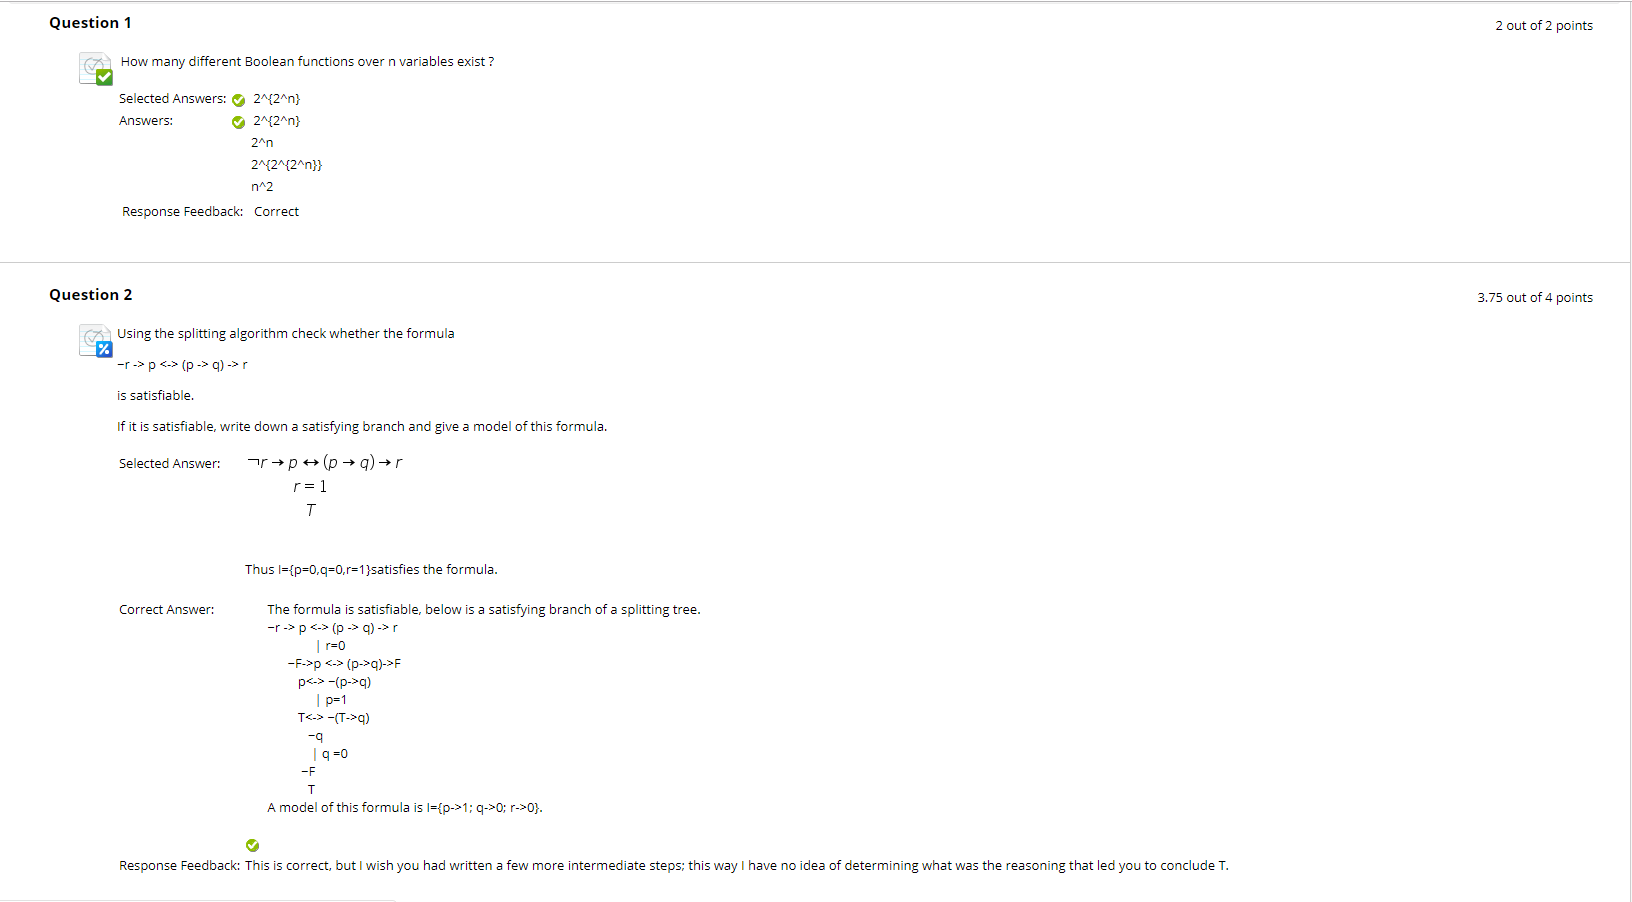 Question 1
2 out of 2 points
How many different Boolean functions over n variables exist ?
Selected Answers: 2^{2^n}
Answers: 2^{2^n}
2^n
2^{2^{2^n}}
n^2
Response Feedback: Correct
Question 2
3.75 out of 4 points
Using the splitting algorithm check whether the formula
¬r -> p <-> (p -> q) -> r
is satisfiable.
If it is satisfiable, write down a satisfying branch and give a model of this formula.
Selected Answer: ¬r → p ↔ (p → q) → r
r = 1
T
Thus I={p=0,q=0,r=1}satisfies the formula.
Correct Answer: The formula is satisfiable, below is a satisfying branch of a splitting tree.
¬r -> p <-> (p -> q) -> r
| r=0
¬F->p <-> (p->q)->F
p<-> ¬(p->q)
| p=1
T<-> ¬(T->q)
¬q
| q =0
¬F
T
A model of this formula is I={p->1; q->0; r->0}.
Response Feedback: This is correct, but I wish you had written a few more intermediate steps; this way I have no idea of determining what was the reasoning that led you to conclude T.